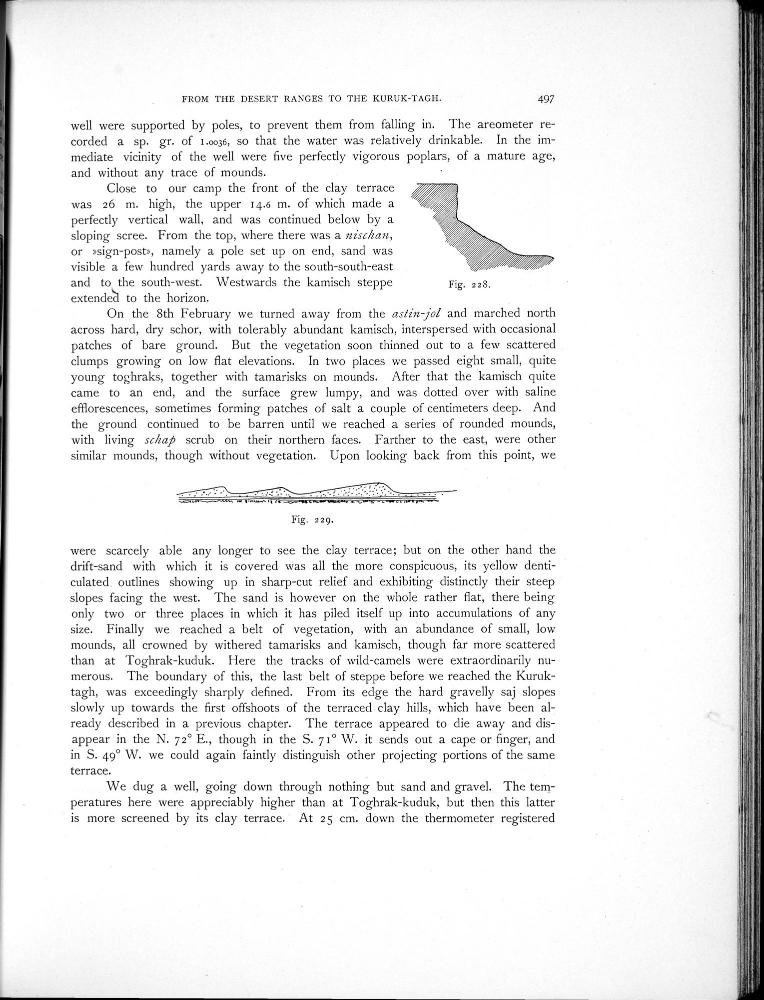 FROM THE DESERT RANGES TO THE KURUK-TAGH. 497
well were supported by poles, to prevent them from falling in. The areometer re-
corded a sp. gr. of 1.0036, so that the water was relatively drinkable. In the im-
mediate vicinity of the well were five perfectly vigorous poplars, of a mature age,
and without any trace of mounds.
Close to our camp the front of the clay terrace
was 26 m. high, the upper 14.6 m. of which made a
perfectly vertical wall, and was continued below by a
sloping scree. From the top, where there was a nischan,
or »sign-post», namely a pole set up on end, sand was
visible a few hundred yards away to the south-south-east
and to the south-west. Westwards the kamisch steppe
extended to the horizon.
Fig. 228.
On the 8th February we turned away from the astin-jol and marched north
across hard, dry schor, with tolerably abundant kamisch, interspersed with occasional
patches of bare ground. But the vegetation soon thinned out to a few scattered
clumps growing on low flat elevations. In two places we passed eight small, quite
young toghraks, together with tamarisks on mounds. After that the kamisch quite
came to an end, and the surface grew lumpy, and was dotted over with saline
efflorescences, sometimes forming patches of salt a couple of centimeters deep. And
the ground continued to be barren until we reached a series of rounded mounds,
with living schap scrub on their northern faces. Farther to the east, were other
similar mounds, though without vegetation. Upon looking back from this point, we
Fig. 229.
were scarcely able any longer to see the clay terrace; but on the other hand the
drift-sand with which it is covered was all the more conspicuous, its yellow denti-
culated outlines showing up in sharp-cut relief and exhibiting distinctly their steep
slopes facing the west. The sand is however on the whole rather flat, there being
only two or three places in which it has piled itself up into accumulations of any
size. Finally we reached a belt of vegetation, with an abundance of small, low
mounds, all crowned by withered tamarisks and kamisch, though far more scattered
than at Toghrak-kuduk. Here the tracks of wild-camels were extraordinarily nu-
merous. The boundary of this, the last belt of steppe before we reached the Kuruk-
tagh, was exceedingly sharply defined. From its edge the hard gravelly saj slopes
slowly up towards the first offshoots of the terraced clay hills, which have been al-
ready described in a previous chapter. The terrace appeared to die away and dis-
appear in the N. 72° E., though in the S. 71° W. it sends out a cape or finger, and
in S. 49° W. we could again faintly distinguish other projecting portions of the same
terrace.
We dug a well, going down through nothing but sand and gravel. The tem-
peratures here were appreciably higher than at Toghrak-kuduk, but then this latter
is more screened by its clay terrace. At 25 cm. down the thermometer registered